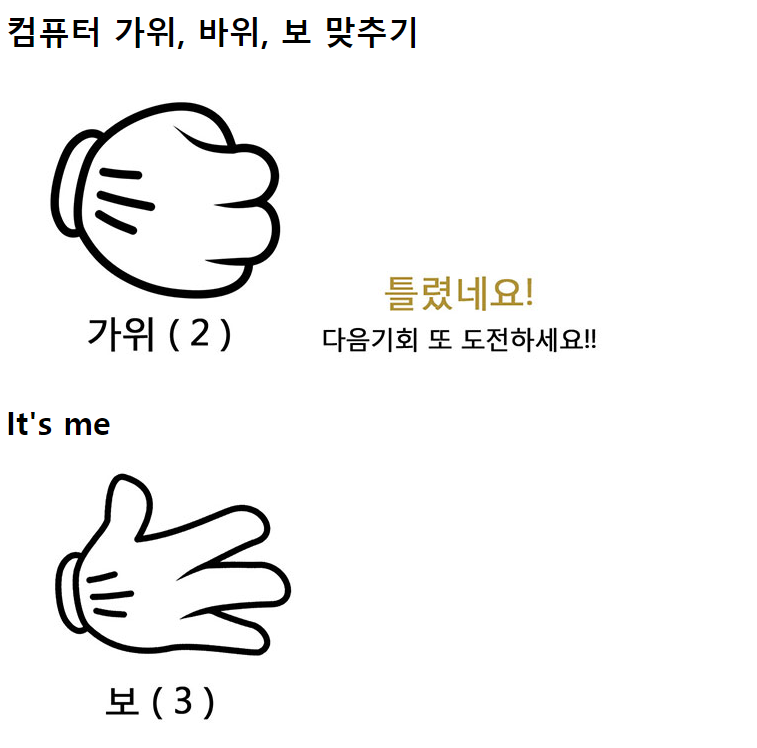 컴퓨터 가위, 바위, 보 맞추기
가위 ( 2 )
틀렸네요!
다음기회 또 도전하세요!!
It's me
보 ( 3 )